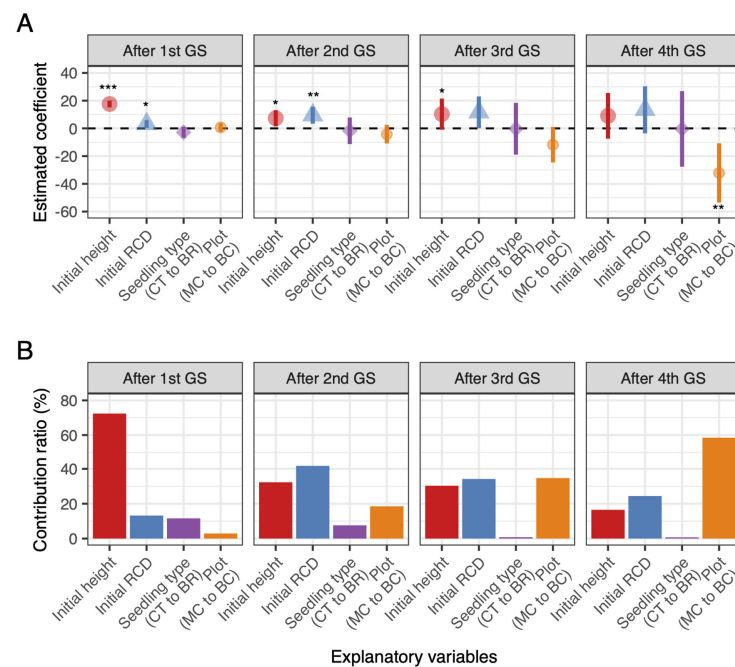 A
After 1st GS
After 2nd GS
After 3rd GS
After 4th GS
Estimated coefficient
40
20
0
-20
-40
-60
***
*
*
**
*
**
Initial height
Initial RCD
Seedling type
(CT to BR)
Plot
(MC to BC)
Initial height
Initial RCD
Seedling type
(CT to BR)
Plot
(MC to BC)
Initial height
Initial RCD
Seedling type
(CT to BR)
Plot
(MC to BC)
Initial height
Initial RCD
Seedling type
(CT to BR)
Plot
(MC to BC)
B
After 1st GS
After 2nd GS
After 3rd GS
After 4th GS
Contribution ratio (%)
80
60
40
20
0
Initial height
Initial RCD
Seedling type
(CT to BR)
Plot
(MC to BC)
Initial height
Initial RCD
Seedling type
(CT to BR)
Plot
(MC to BC)
Initial height
Initial RCD
Seedling type
(CT to BR)
Plot
(MC to BC)
Initial height
Initial RCD
Seedling type
(CT to BR)
Plot
(MC to BC)
Explanatory variables